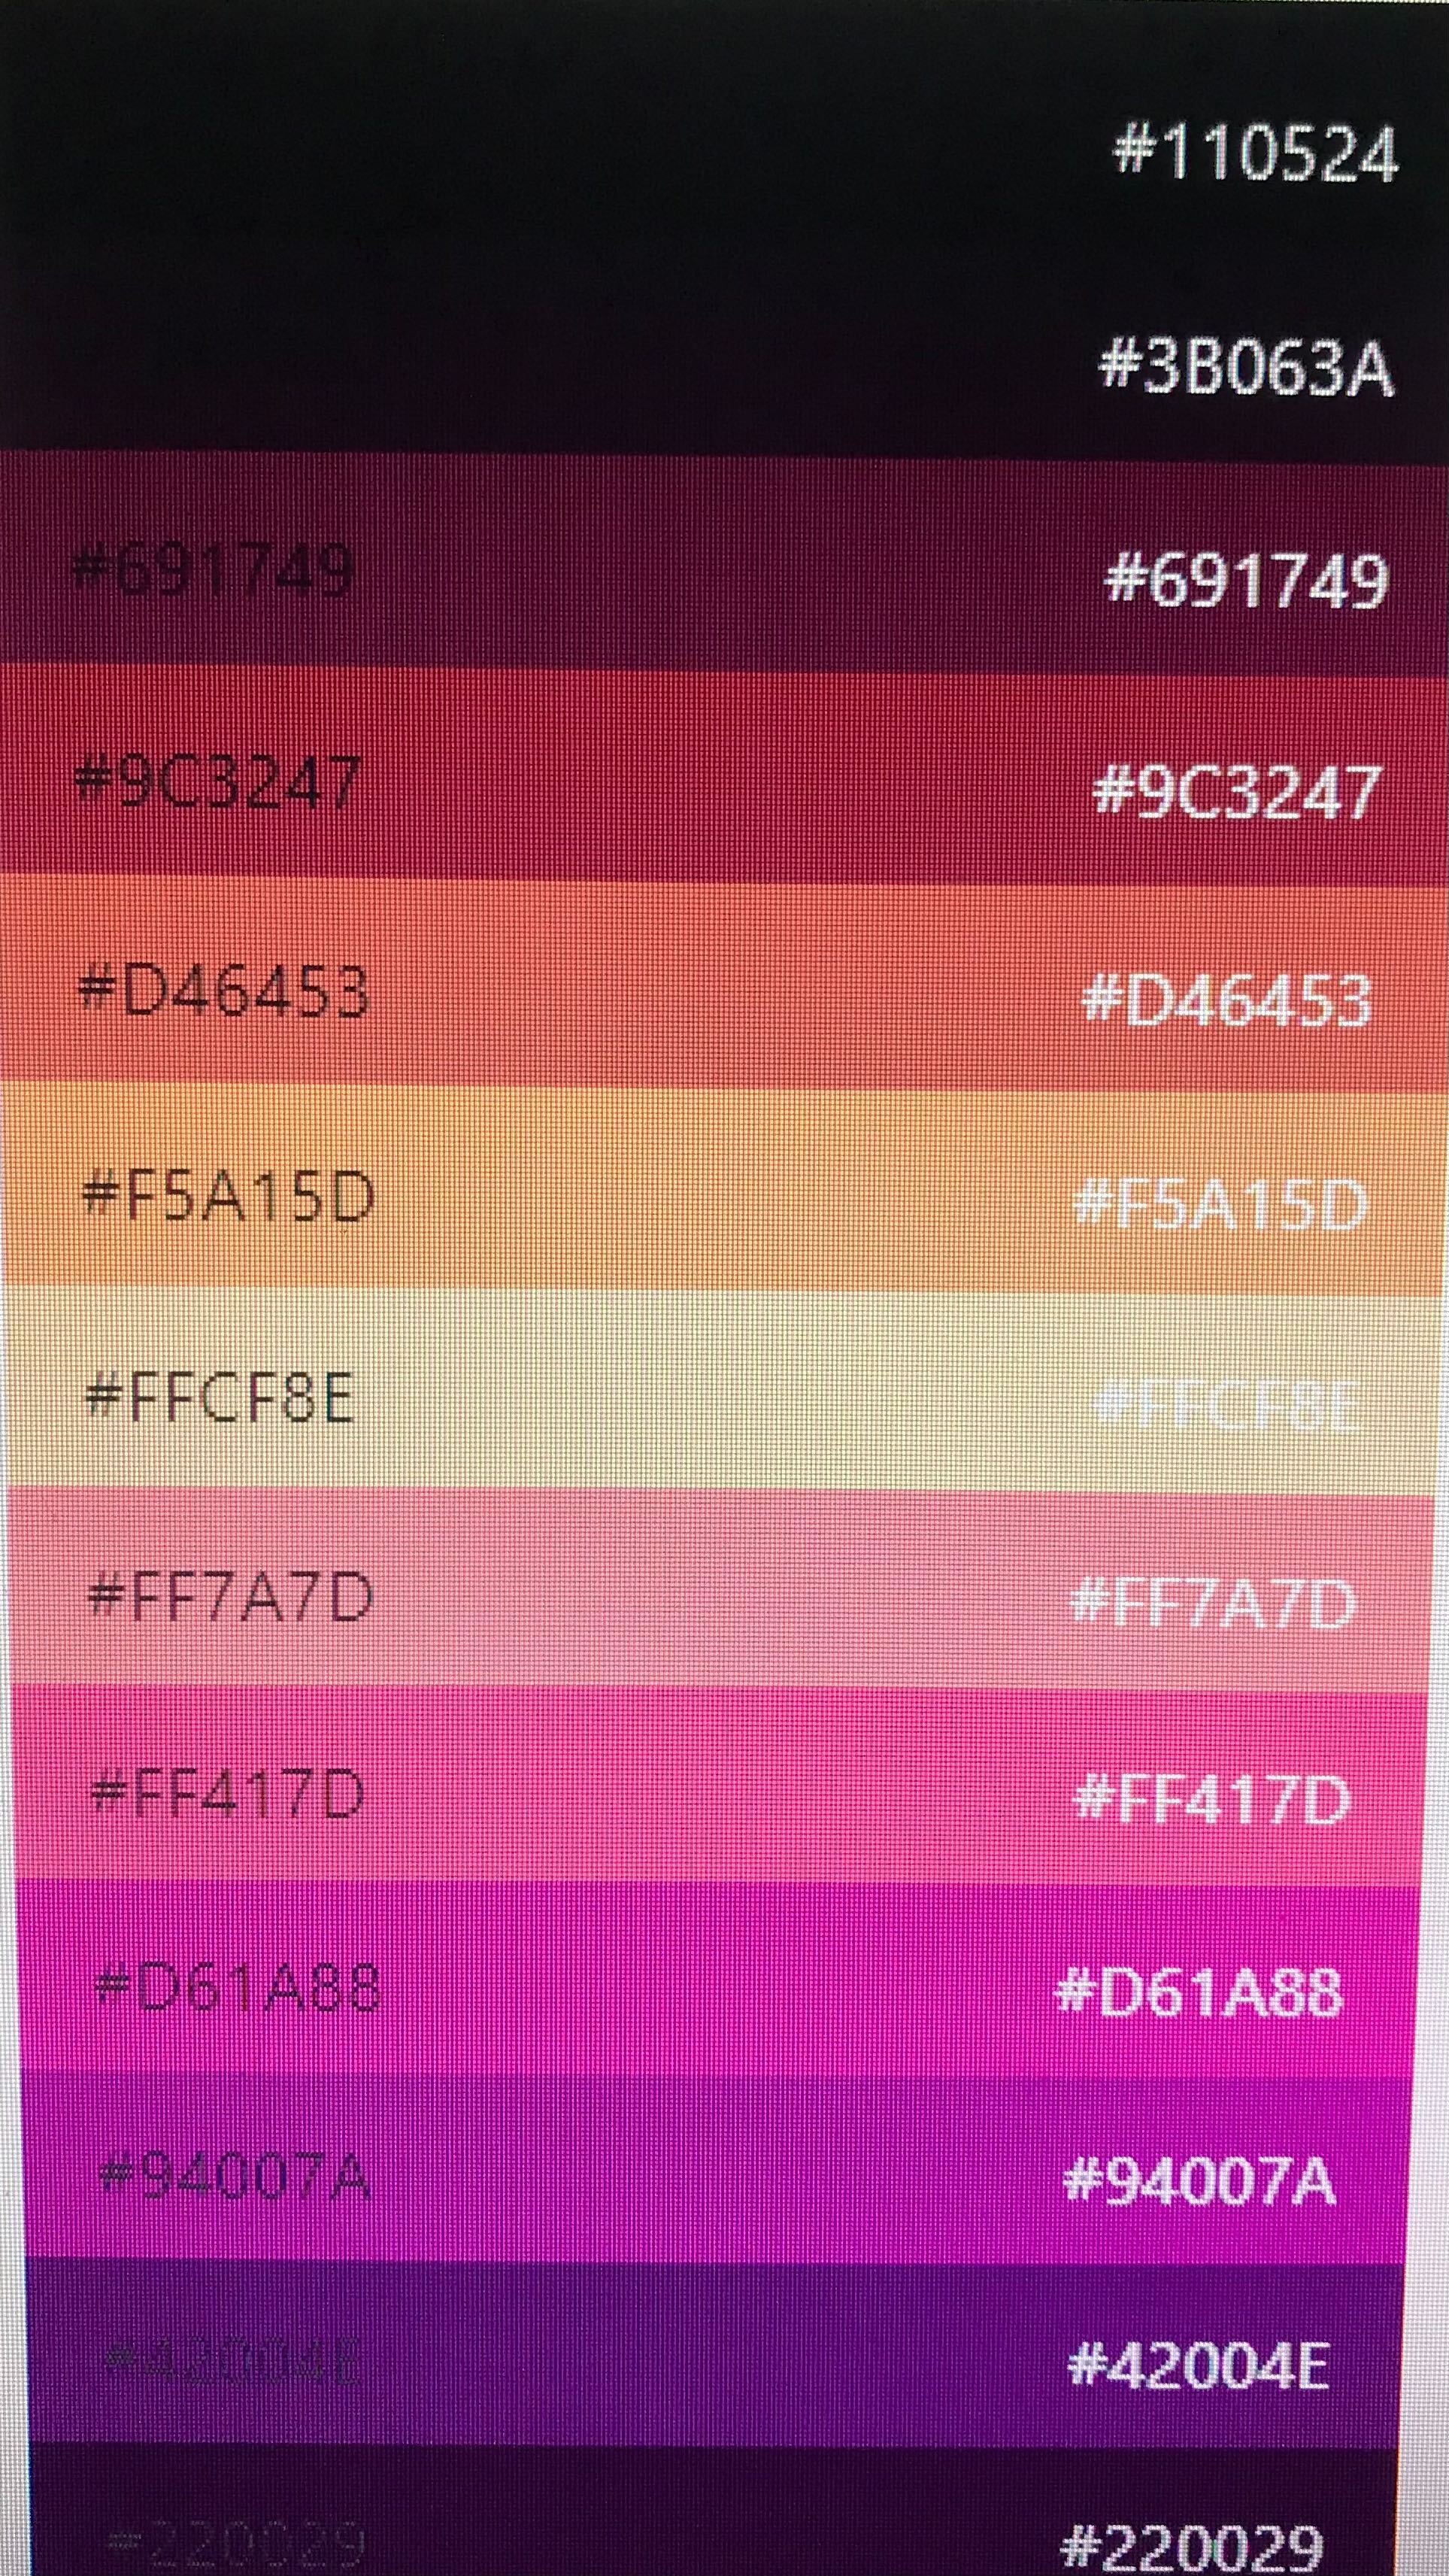 #110524
#3B063A
#691749 #691749
#9C3247 #9C3247
#D46453 #D46453
#F5A15D #F5A15D
#FFCF8E #FFCF8E
#FF7A7D #FF7A7D
#FF417D #FF417D
#D61A88 #D61A88
#94007A #94007A
#42004E #42004E
#220029 #220029